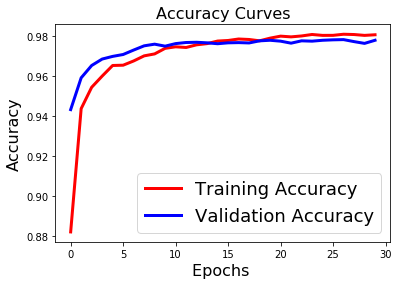 Accuracy Curves
0.98
0.96
0.94
0.92
0.90
0.88
Accuracy
Training Accuracy
Validation Accuracy
0 5 10 15 20 25 30
Epochs